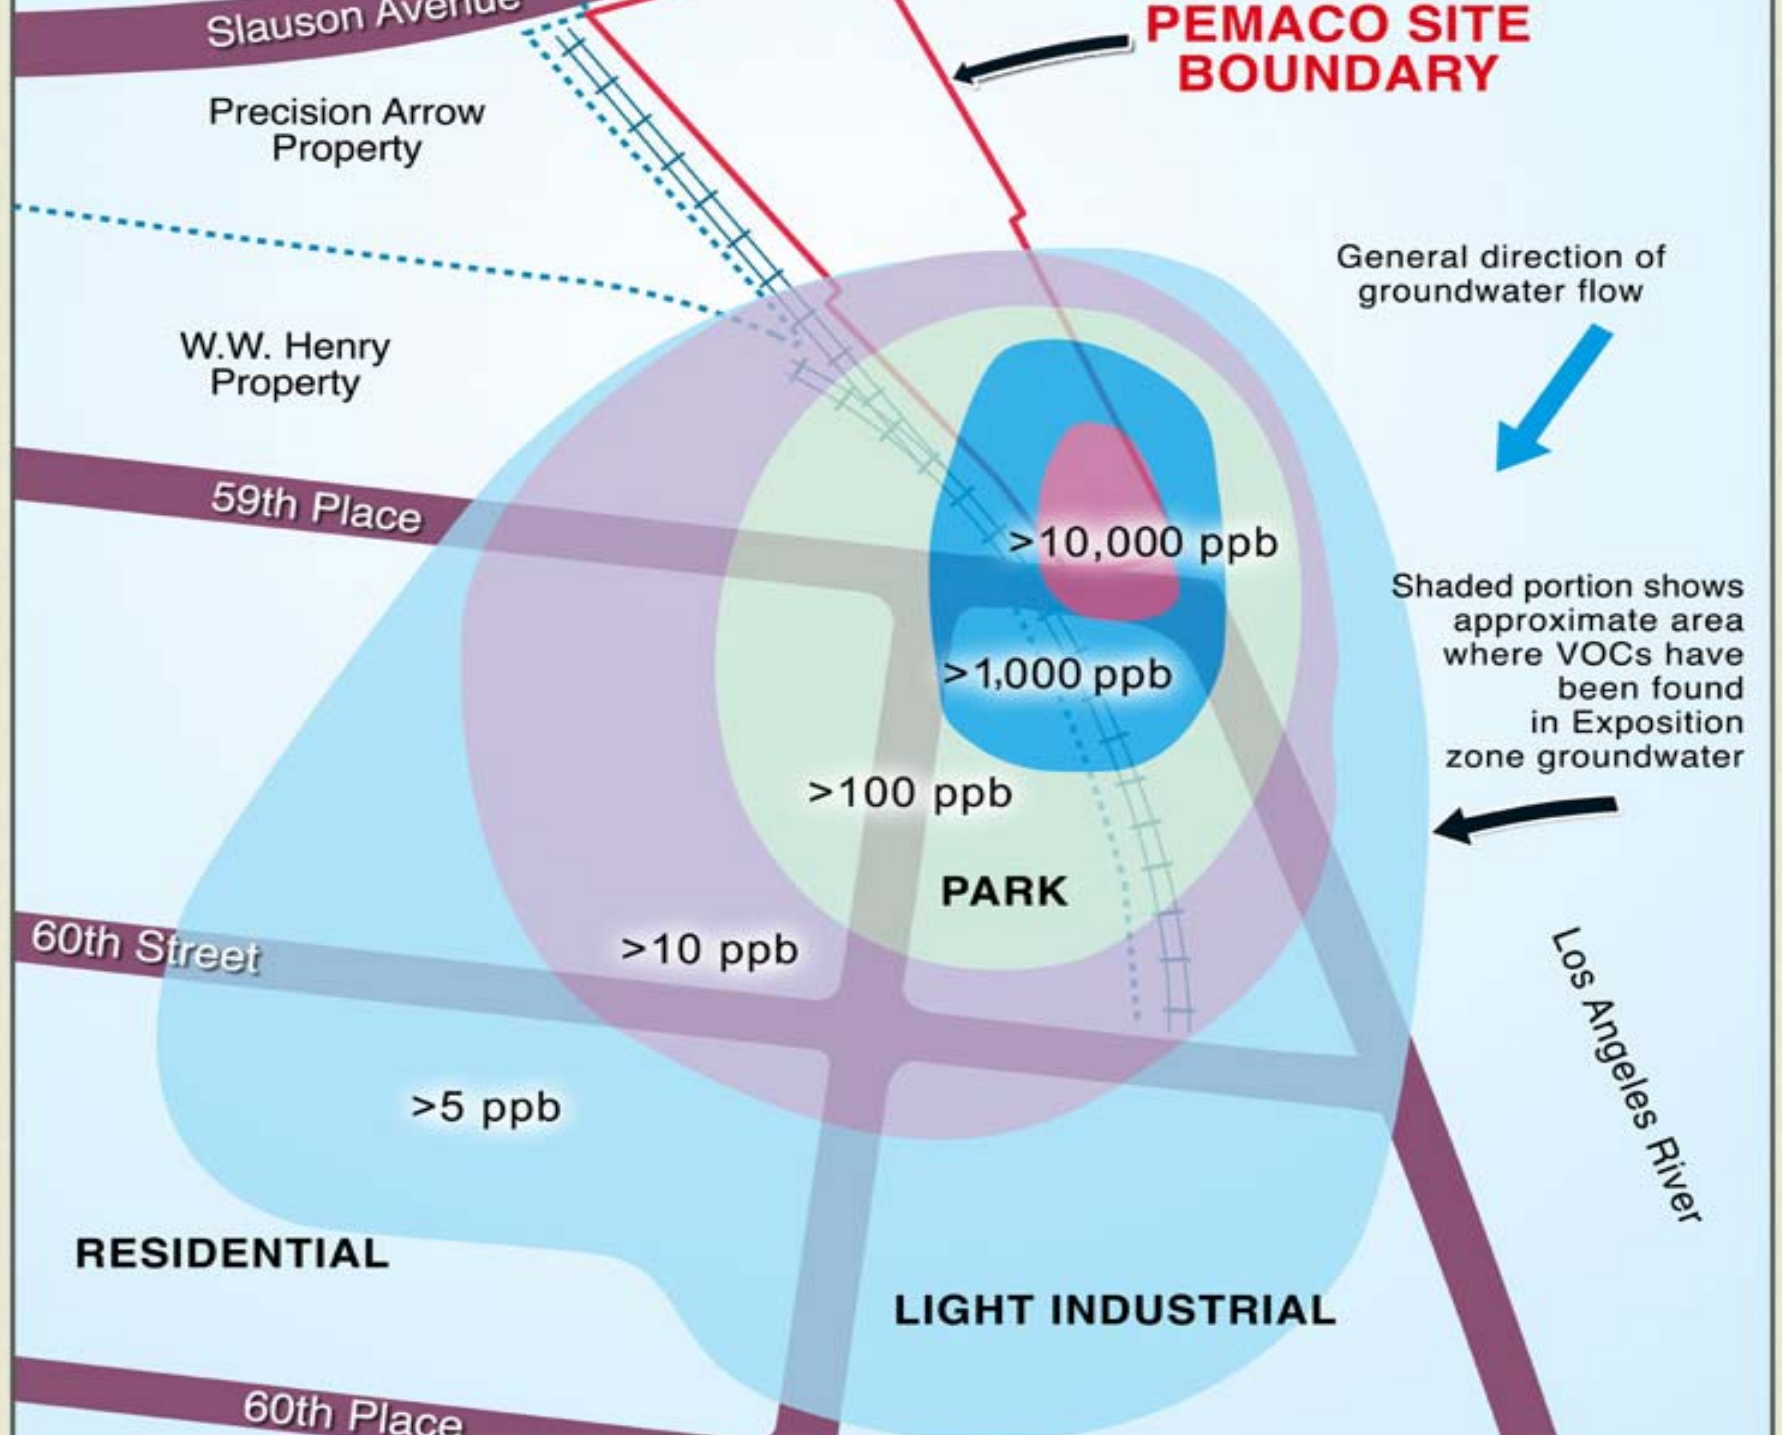 Slauson Avenue
PEMACO SITE
BOUNDARY
Precision Arrow
Property
General direction of
groundwater flow
W.W. Henry
Property
59th Place
>10,000 ppb
Shaded portion shows
approximate area
where VOCs have
been found
in Exposition
zone groundwater
>1,000 ppb
>100 ppb
PARK
60th Street
>10 ppb
Los Angeles River
>5 ppb
RESIDENTIAL
LIGHT INDUSTRIAL
60th Place